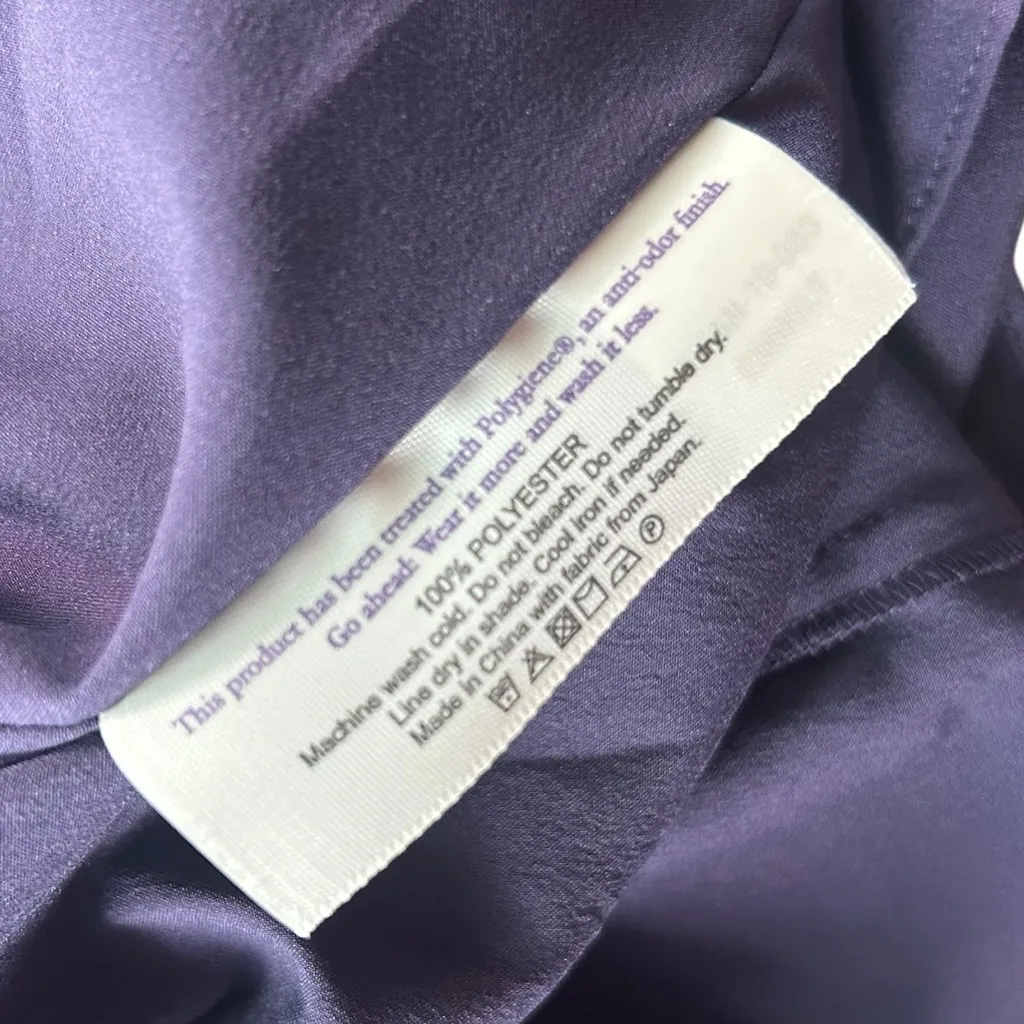 This product has been treated with Polygiene®, an anti-odor finish.
Go ahead: Wear it more and wash it less.
100% POLYESTER
Machine wash cold. Do not bleach. Do not tumble dry.
Line dry in shade. Cool iron if needed.
Made in China with fabric from Japan.
P